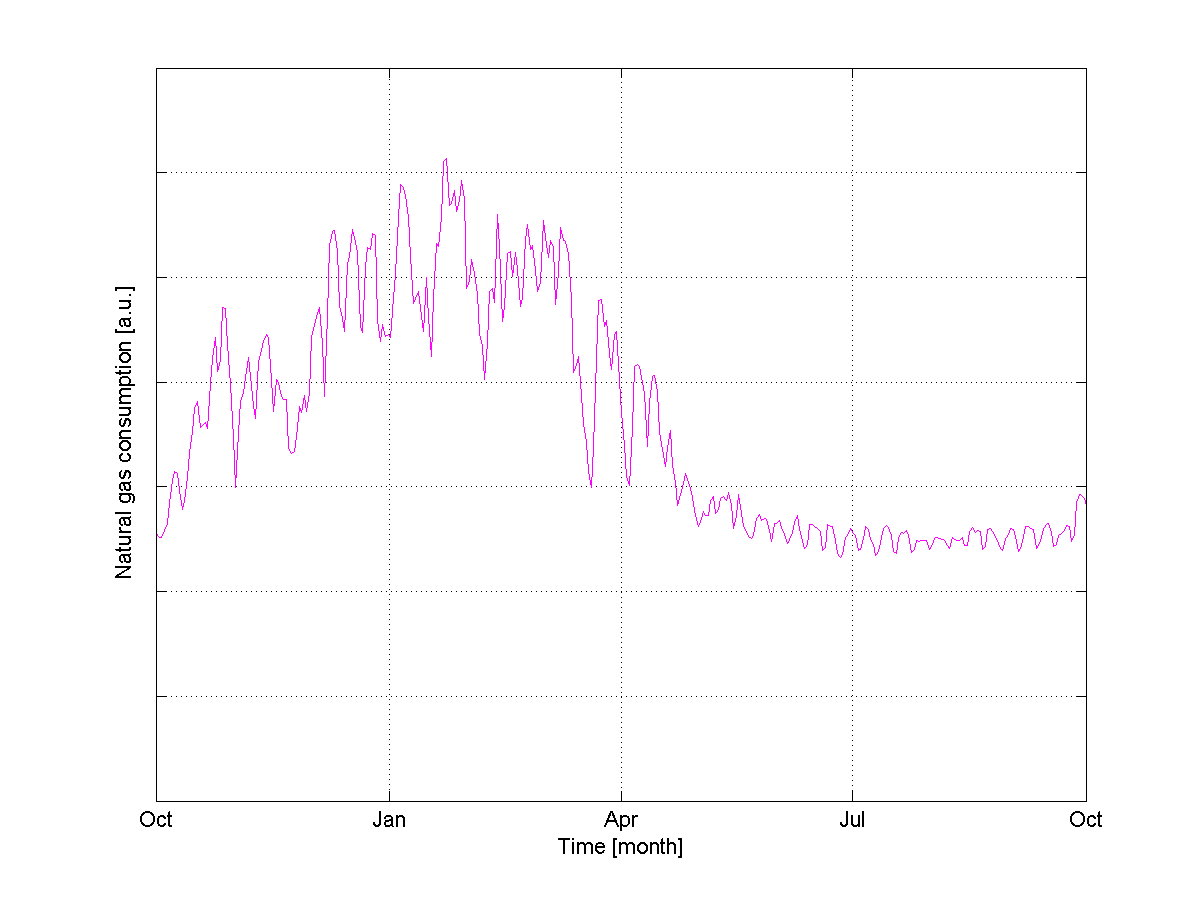 Natural gas consumption [a.u.]
Oct Jan Apr Jul Oct
Time [month]